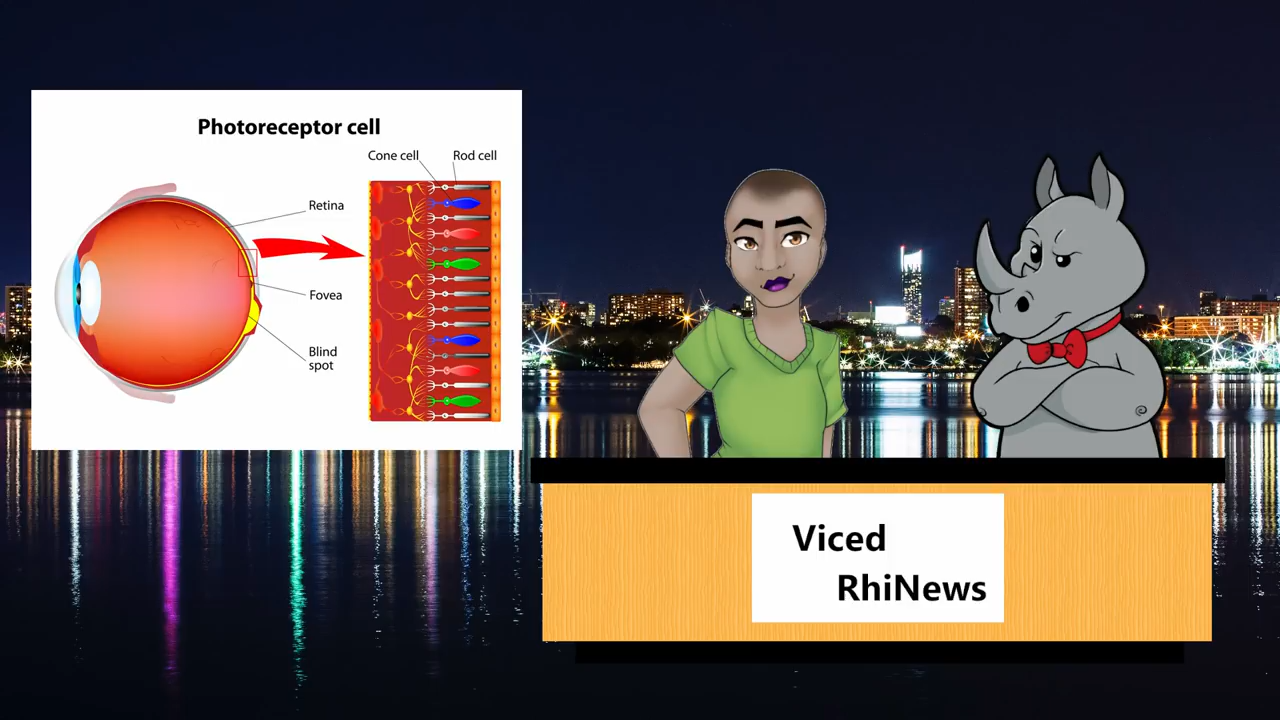 Photoreceptor cell
Cone cell
Rod cell
Retina
Fovea
Blind
spot
Viced
RhiNews